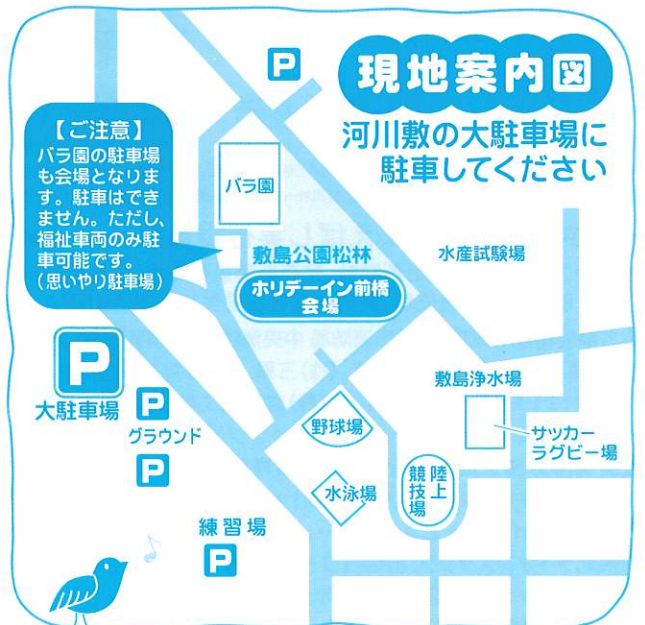 現地案内図
河川敷の大駐車場に
駐車してください
P
【ご注意】
バラ園の駐車場
も会場となりま
す。駐車はでき
ません。ただし、
福祉車両のみ駐
車可能です。
（思いやり駐車場）
バラ園
敷島公園松林
ホリデーイン前橋
会場
水産試験場
P
大駐車場
P
グラウンド
P
野球場
水泳場
陸上
競技場
敷島浄水場
サッカー
ラグビー場
練習場
P